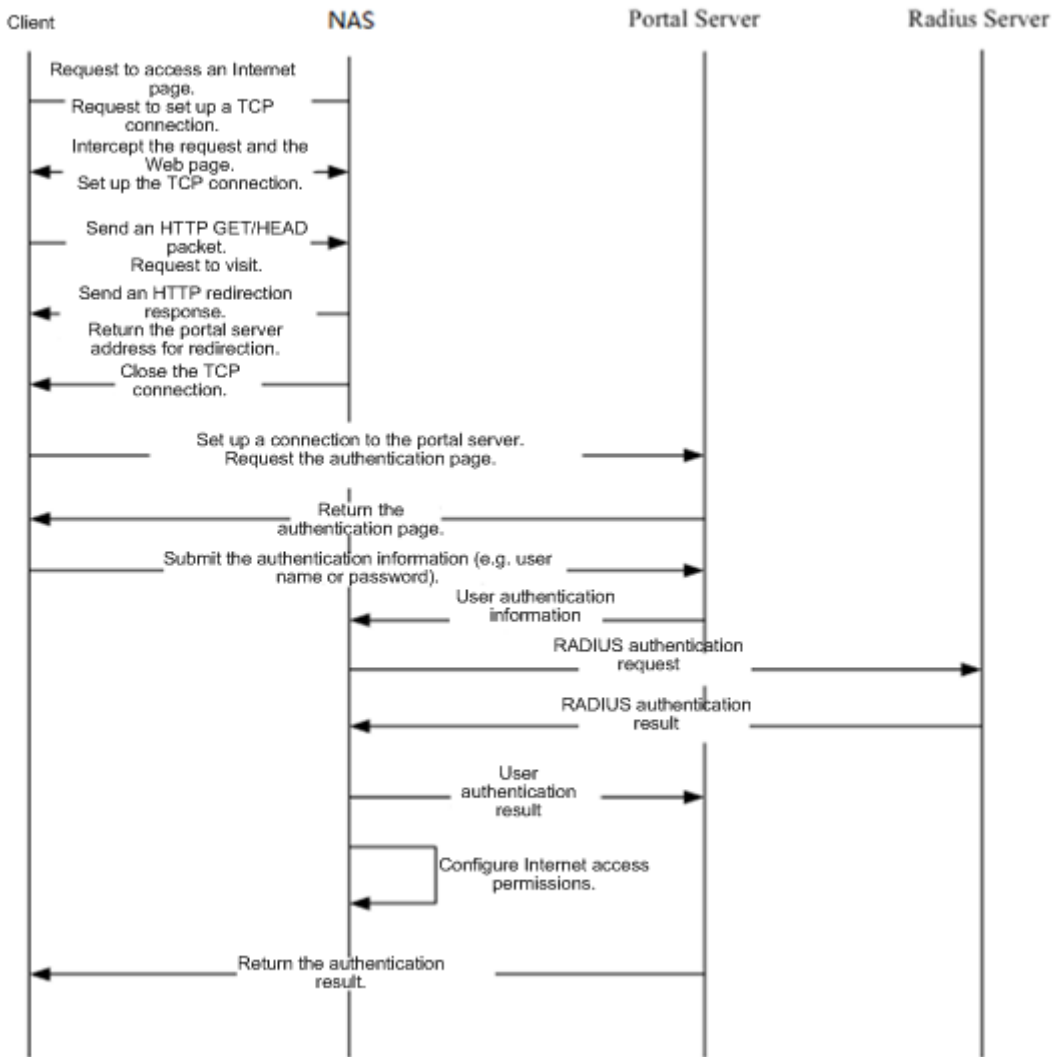 Client
NAS
Portal Server
Radius Server
Request to access an Internet
page.
Request to set up a TCP
connection.
Intercept the request and the
Web page.
Set up the TCP connection.
Send an HTTP GET/HEAD
packet.
Request to visit.
Send an HTTP redirection
response.
Return the portal server
address for redirection.
Close the TCP
connection.
Set up a connection to the portal server.
Request the authentication page.
Return the
authentication page.
Submit the authentication information (e.g. user
name or password).
User authentication
information
RADIUS authentication
request
RADIUS authentication
result
User
authentication
result
Configure Internet access
permissions.
Return the authentication
result.